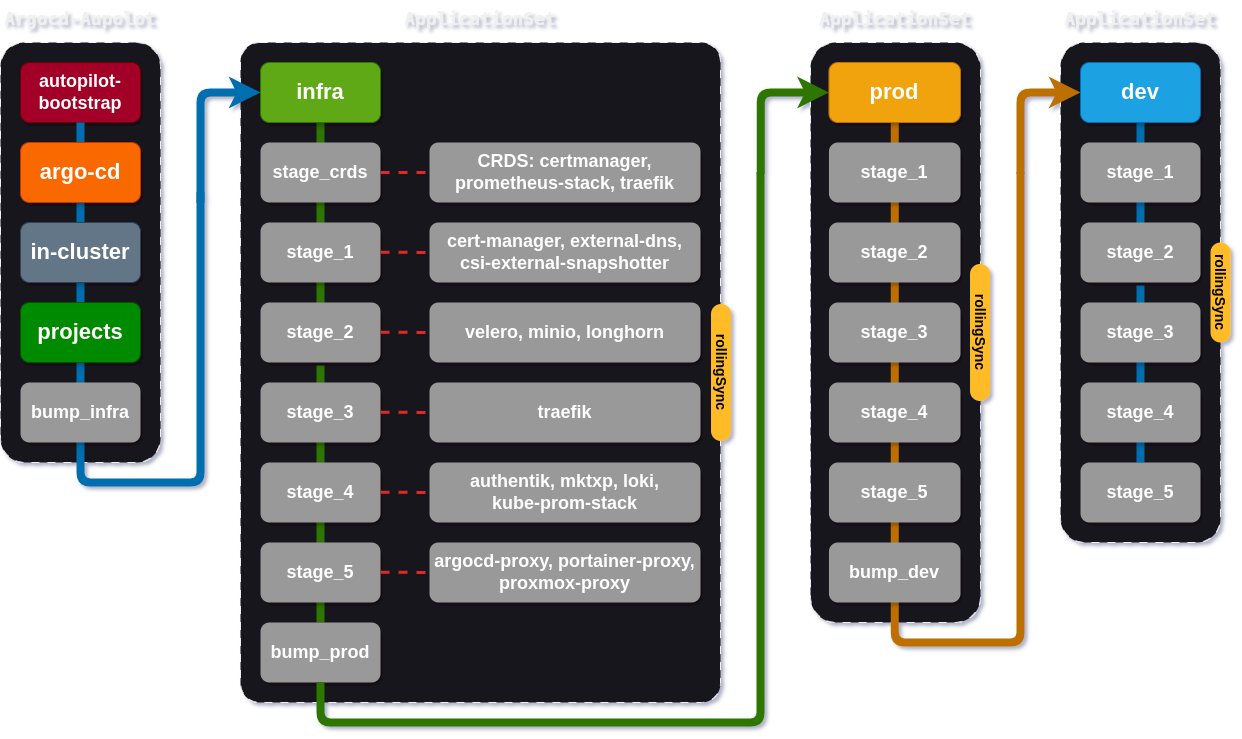 Argocd-Aupolot
autopilot-
bootstrap
argo-cd
in-cluster
projects
bump_infra
ApplicationSet
infra
stage_crds
CRDS: certmanager,
prometheus-stack, traefik
stage_1
cert-manager, external-dns,
csi-external-snapshotter
stage_2
velero, minio, longhorn
stage_3
traefik
stage_4
authentik, mktxp, loki,
kube-prom-stack
stage_5
argocd-proxy, portainer-proxy,
proxmox-proxy
bump_prod
rollingSync
ApplicationSet
prod
stage_1
stage_2
stage_3
stage_4
stage_5
bump_dev
rollingSync
ApplicationSet
dev
stage_1
stage_2
stage_3
stage_4
stage_5
rollingSync